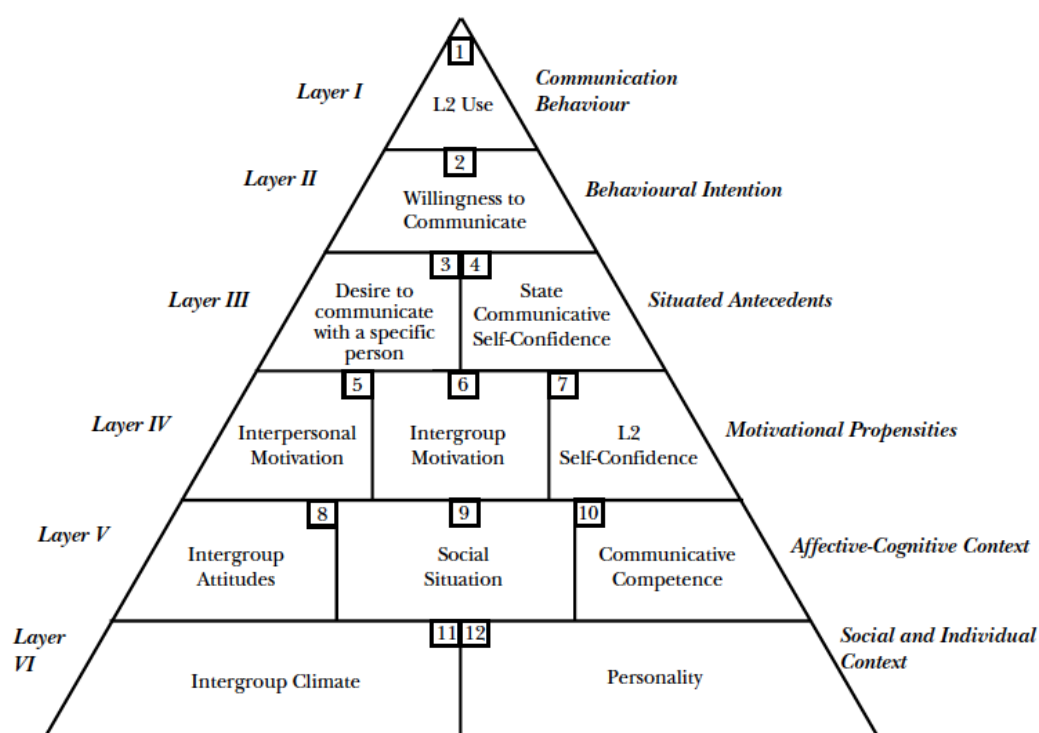 1
Layer I
L2 Use
Communication
Behaviour
2
Layer II
Willingness to
Communicate
Behavioural Intention
3 4
Layer III
Desire to
communicate
with a specific
person
State
Communicative
Self-Confidence
Situated Antecedents
5 6 7
Layer IV
Interpersonal
Motivation
Intergroup
Motivation
L2
Self-Confidence
Motivational Propensities
8 9 10
Layer V
Intergroup
Attitudes
Social
Situation
Communicative
Competence
Affective-Cognitive Context
11 12
Layer
VI
Intergroup Climate
Personality
Social and Individual
Context